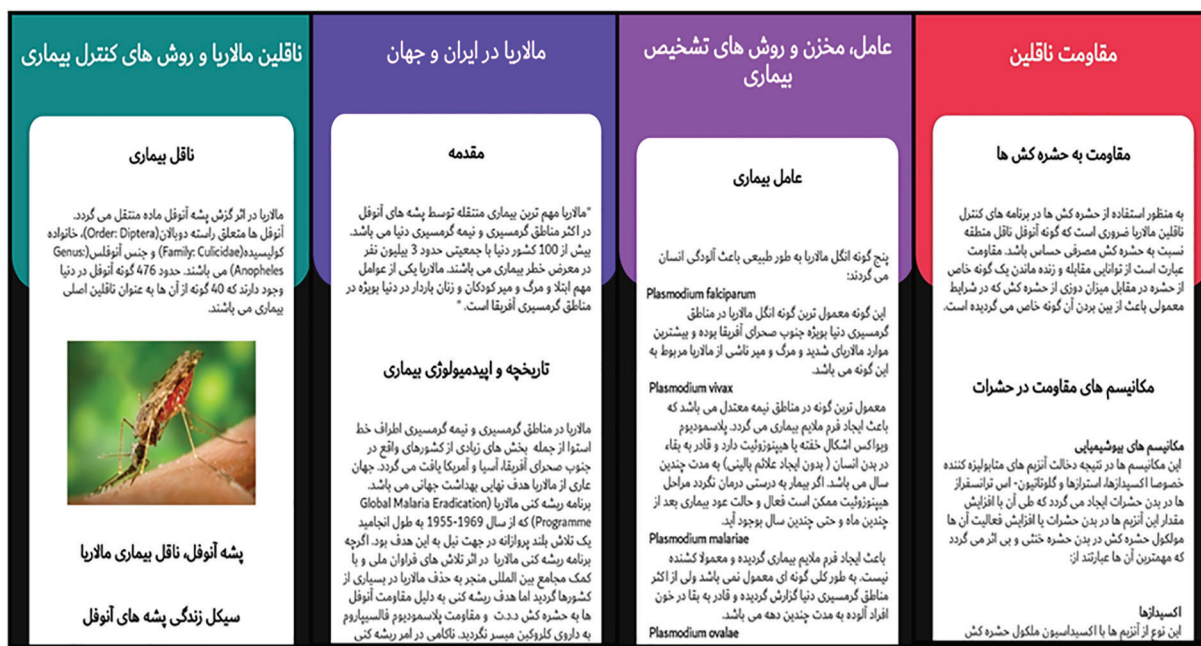 مقاومت ناقلین
مقاومت به حشره کش ها
به منظور استفاده از حشره کش ها در برنامه های کنترل
ناقلین مالاریا ضروری است که گونه آنوفل ناقل منطقه
نسبت به حشره کش مصرفی حساس باشد. مقاومت
عبارت است از توانایی مقابله و زنده ماندن یک گونه خاص
از حشره در مقابل میزان دوزی از حشره کش که در شرایط
معمولی باعث از بین بردن آن گونه خاص می گردیده است.
مکانیسم های مقاومت در حشرات
مکانیسم های بیوشیمیایی
این مکانیسم ها در نتیجه دخالت آنزیم های متابولیزه کننده
خصوصا اکسیدازها، استرازها و گلوتاتیون- اس ترانسفراز
ها در بدن حشرات ایجاد می گردد که طی آن با افزایش
مقدار این آنزیم ها در بدن حشرات یا افزایش فعالیت آن ها
مولکول حشره کش در بدن حشره خنثی و بی اثر می گردد
که مهمترین آن ها عبارتند از:
اکسیدازها
این نوع از آنزیم ها با اکسیداسیون ملکول حشره کش
عامل، مخزن و روش های تشخیص
بیماری
عامل بیماری
پنج گونه انگل مالاریا به طور طبیعی باعث آلودگی انسان
می گردند:
Plasmodium falciparum
این گونه معمول ترین گونه انگل مالاریا در مناطق
گرمسیری دنیا بویژه جنوب صحرای آفریقا بوده و بیشترین
موارد مالاریای شدید و مرگ و میر ناشی از مالاریا مربوط به
این گونه می باشد.
Plasmodium vivax
معمول ترین گونه در مناطق نیمه معتدل می باشد که
باعث ایجاد فرم ملایم بیماری می گردد. پلاسمودیوم
ویواکس اشکال خفته یا هیپنوزوئیت دارد و قادر به بقاء
در بدن انسان ( بدون ایجاد علائم بالینی) به مدت چندین
سال می باشد. اگر بیمار به درستی درمان نگردد مراحل
هیپنوزوئیت ممکن است فعال و حالت عود بیماری بعد از
چندین ماه و حتی چندین سال بوجود آید.
Plasmodium malariae
باعث ایجاد فرم ملایم بیماری گردیده و معمولا کشنده
نیست. به طور کلی گونه ای معمول نمی باشد ولی از اکثر
مناطق گرمسیری دنیا گزارش گردیده و قادر به بقا در خون
افراد آلوده به مدت چندین دهه می باشد.
Plasmodium ovalae
مالاریا در ایران و جهان
مقدمه
"مالاریا مهم ترین بیماری منتقله توسط پشه های آنوفل
در اکثر مناطق گرمسیری و نیمه گرمسیری دنیا می باشد.
بیش از 100 کشور دنیا با جمعیتی حدود 3 بیلیون نفر
در معرض خطر بیماری می باشند. مالاریا یکی از عوامل
مهم ابتلا و مرگ و میر کودکان و زنان باردار در دنیا بویژه در
مناطق گرمسیری آفریقا است. "
تاریخچه و اپیدمیولوژی بیماری
مالاریا در مناطق گرمسیری و نیمه گرمسیری اطراف خط
استوا از جمله بخش های زیادی از کشورهای واقع در
جنوب صحرای آفریقا، آسیا و آمریکا یافت می گردد. جهان
عاری از مالاریا هدف نهایی بهداشت جهانی می باشد.
برنامه ریشه کنی مالاریا (Global Malaria Eradication
Programme) که از سال 1969-1955 به طول انجامید
یک تلاش بلند پروازانه در جهت نیل به این هدف بود. اگرچه
برنامه ریشه کنی مالاریا در اثر تلاش های فراوان ملی و با
کمک مجامع بین المللی منجر به حذف مالاریا در بسیاری از
کشورها گردید اما هدف ریشه کنی به دلیل مقاومت آنوفل
ها به حشره کش د.د.ت و مقاومت پلاسمودیوم فالسیپاروم
به داروی کلروکین میسر نگردید. ناکامی در امر ریشه کنی
ناقلین مالاریا و روش های کنترل بیماری
ناقل بیماری
مالاریا در اثر گزش پشه آنوفل ماده منتقل می گردد.
آنوفل ها متعلق راسته دوبالان(Order: Diptera)، خانواده
کولیسیده(Family: Culicidae) و جنس آنوفلس(Genus:
Anopheles) می باشند. حدود 476 گونه آنوفل در دنیا
وجود دارند که 40 گونه از آن ها به عنوان ناقلین اصلی
بیماری می باشند.
پشه آنوفل، ناقل بیماری مالاریا
سیکل زندگی پشه های آنوفل